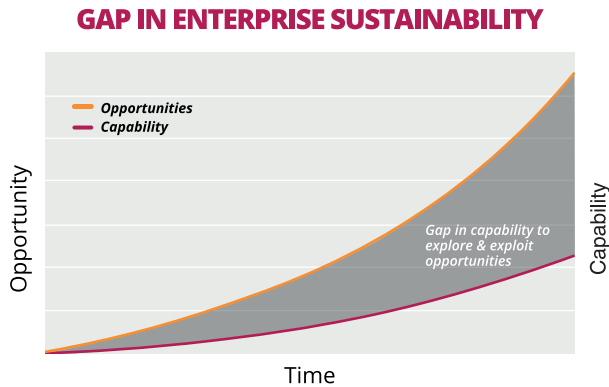 GAP IN ENTERPRISE SUSTAINABILITY
Opportunities
Capability
Opportunity
Gap in capability to
explore & exploit
opportunities
Capability
Time